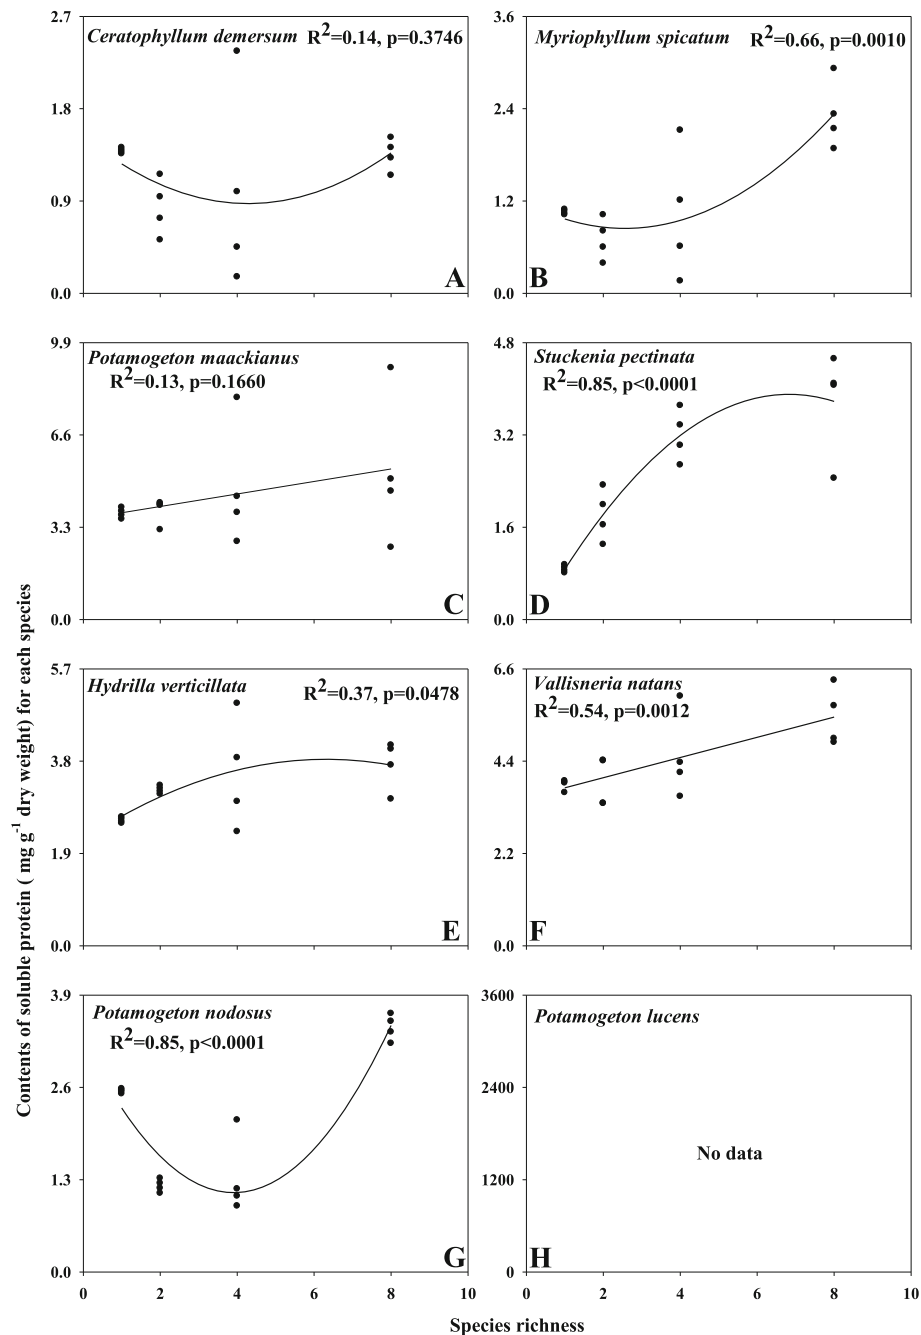 Contents of soluble protein ( mg g-1 dry weight) for each species
2.7
1.8
0.9
0.0
Ceratophyllum demersum R2=0.14, p=0.3746
A
3.6
2.4
1.2
0.0
Myriophyllum spicatum R2=0.66, p=0.0010
B
9.9
6.6
3.3
0.0
Potamogeton maackianus
R2=0.13, p=0.1660
C
4.8
3.2
1.6
0.0
Stuckenia pectinata
R2=0.85, p<0.0001
D
5.7
3.8
1.9
0.0
Hydrilla verticillata R2=0.37, p=0.0478
E
6.6
4.4
2.2
0.0
Vallisneria natans
R2=0.54, p=0.0012
F
3.9
2.6
1.3
0.0
Potamogeton nodosus
R2=0.85, p<0.0001
G
0 2 4 6 8 10
3600
2400
1200
0
Potamogeton lucens
No data
H
0 2 4 6 8 10
Species richness